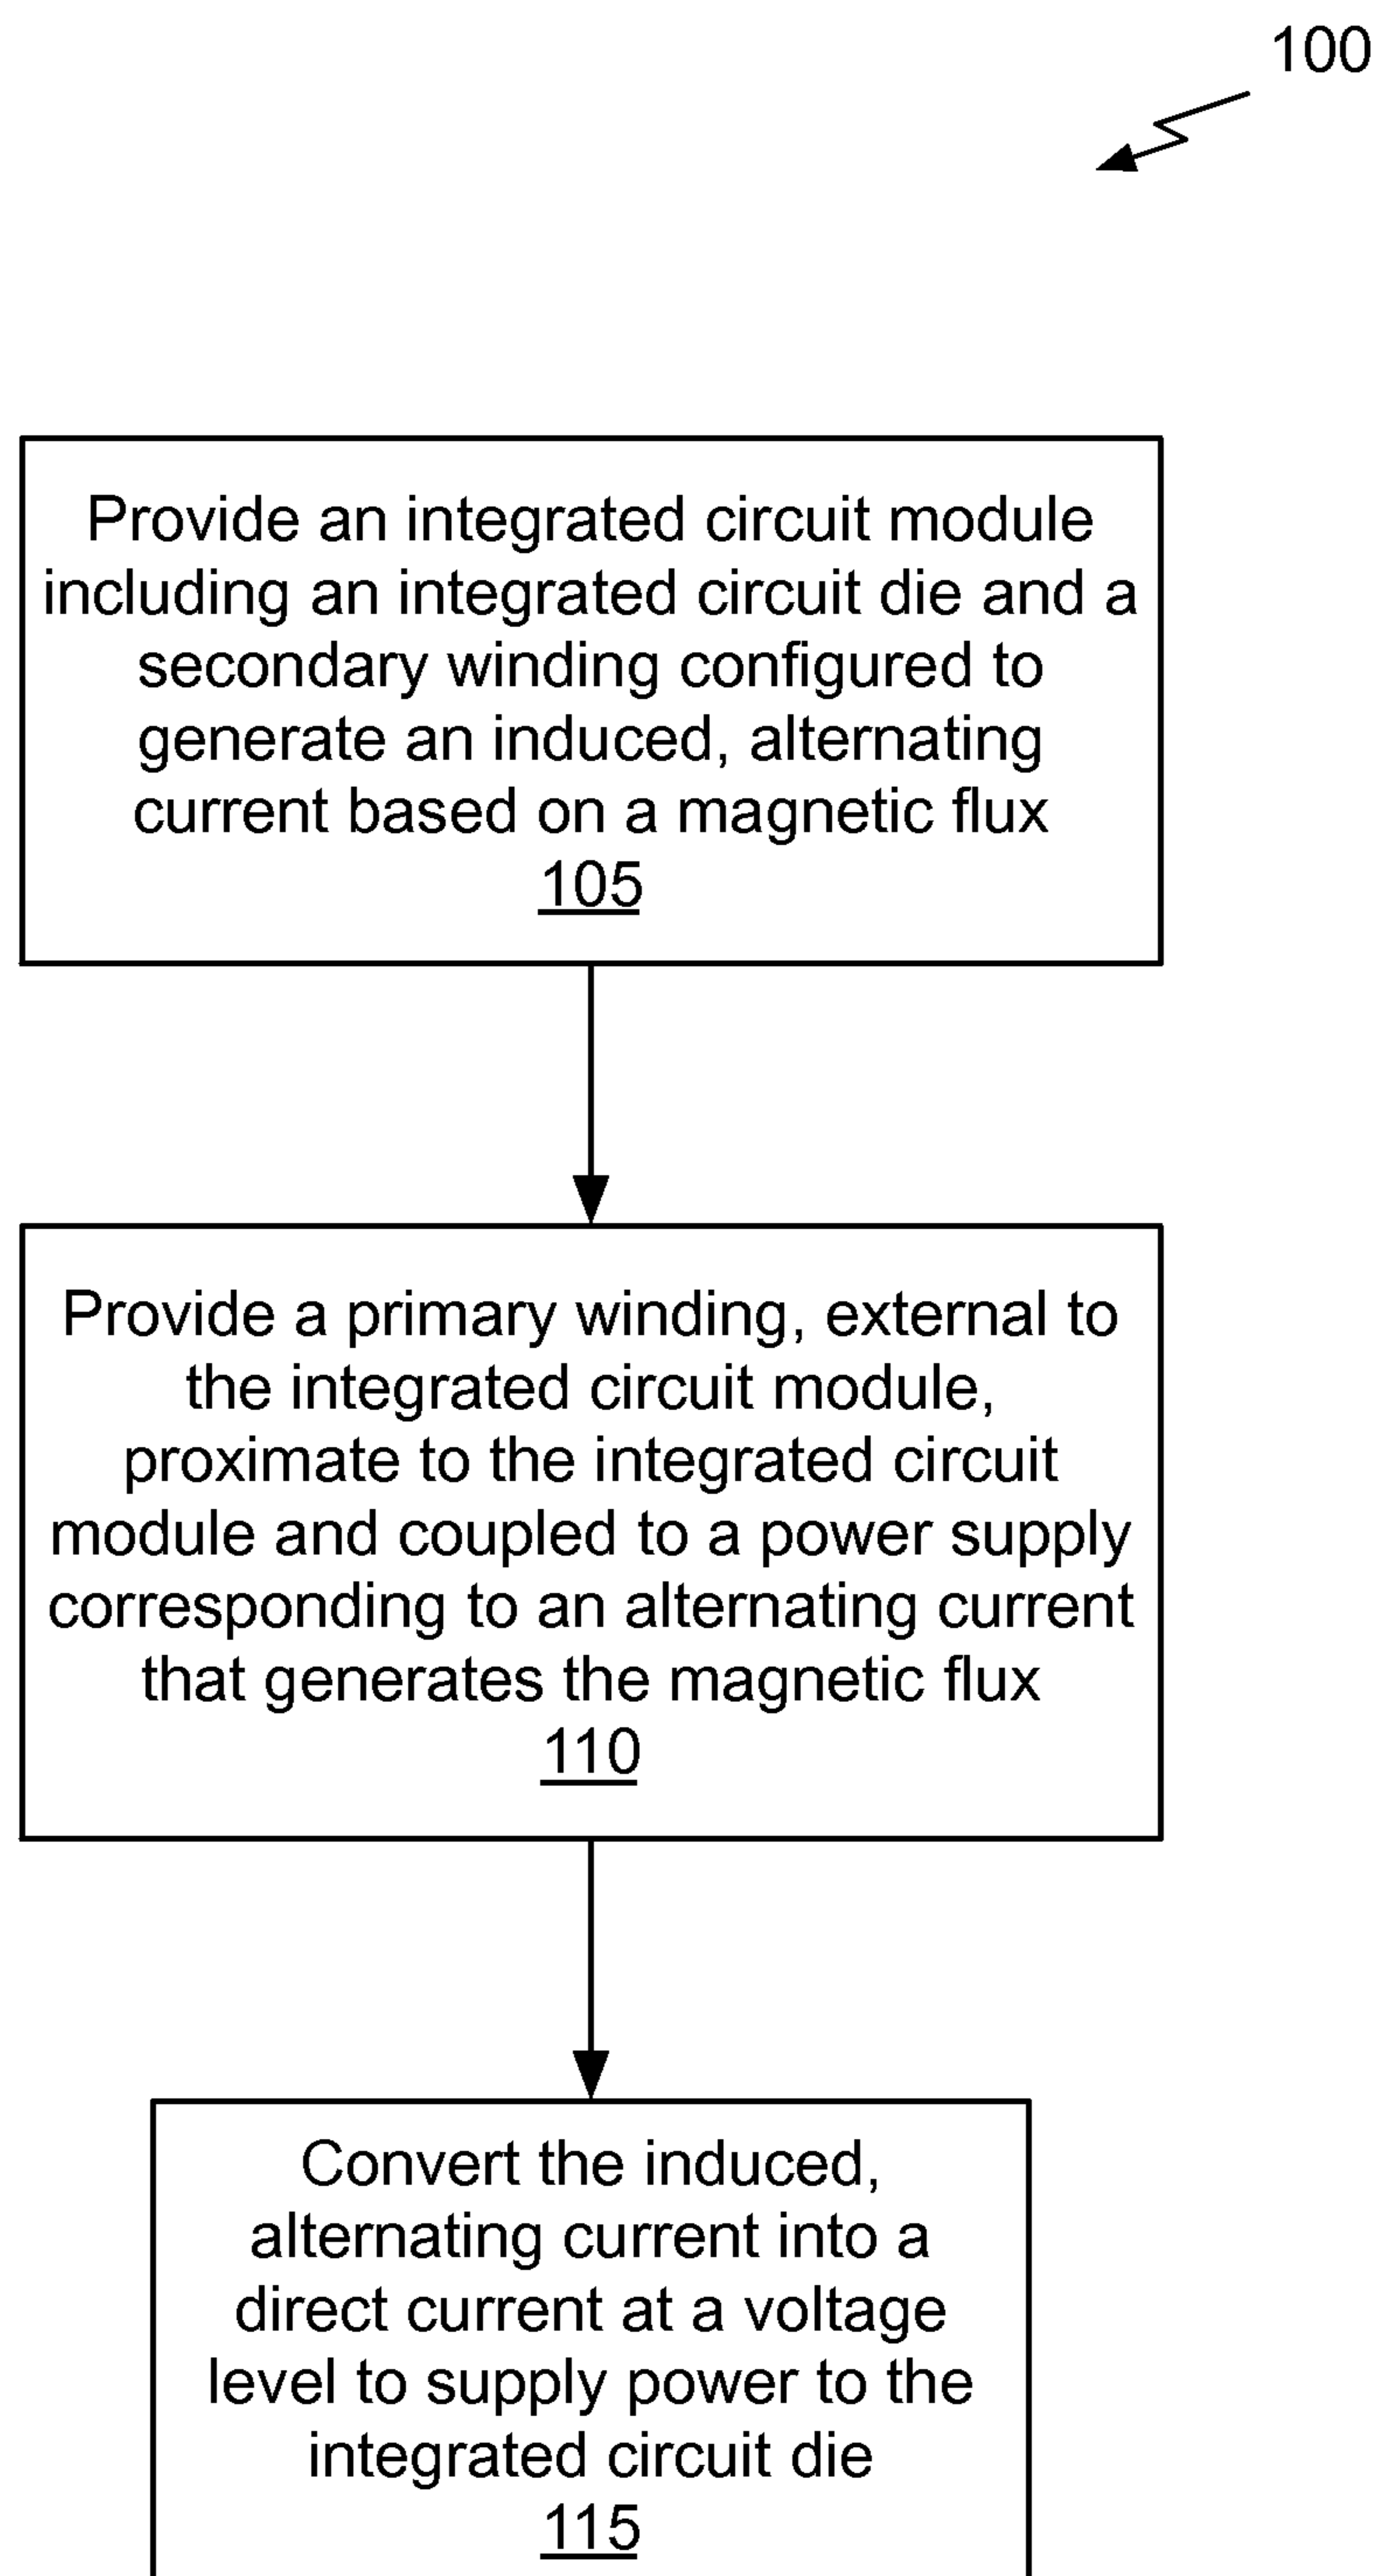 100
Provide an integrated circuit module
including an integrated circuit die and a
secondary winding configured to
generate an induced, alternating
current based on a magnetic flux
105
Provide a primary winding, external to
the integrated circuit module,
proximate to the integrated circuit
module and coupled to a power supply
corresponding to an alternating current
that generates the magnetic flux
110
Convert the induced,
alternating current into a
direct current at a voltage
level to supply power to the
integrated circuit die
115